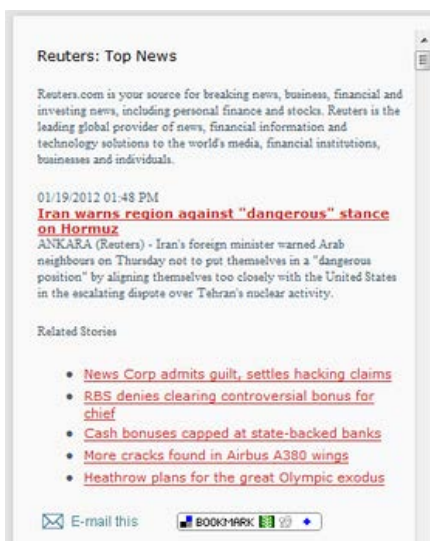 Reuters: Top News
Reuters.com is your source for breaking news, business, financial and
investing news, including personal finance and stocks. Reuters is the
leading global provider of news, financial information and
technology solutions to the world's media, financial institutions,
businesses and individuals.
01/19/2012 01:48 PM
Iran warns region against "dangerous" stance
on Hormuz
ANKARA (Reuters) - Iran's foreign minister warned Arab
neighbours on Thursday not to put themselves in a "dangerous
position" by aligning themselves too closely with the United States
in the escalating dispute over Tehran's nuclear activity.
Related Stories
News Corp admits guilt, settles hacking claims
RBS denies clearing controversial bonus for
chief
Cash bonuses capped at state-backed banks
More cracks found in Airbus A380 wings
Heathrow plans for the great Olympic exodus
E-mail this BOOKMARK